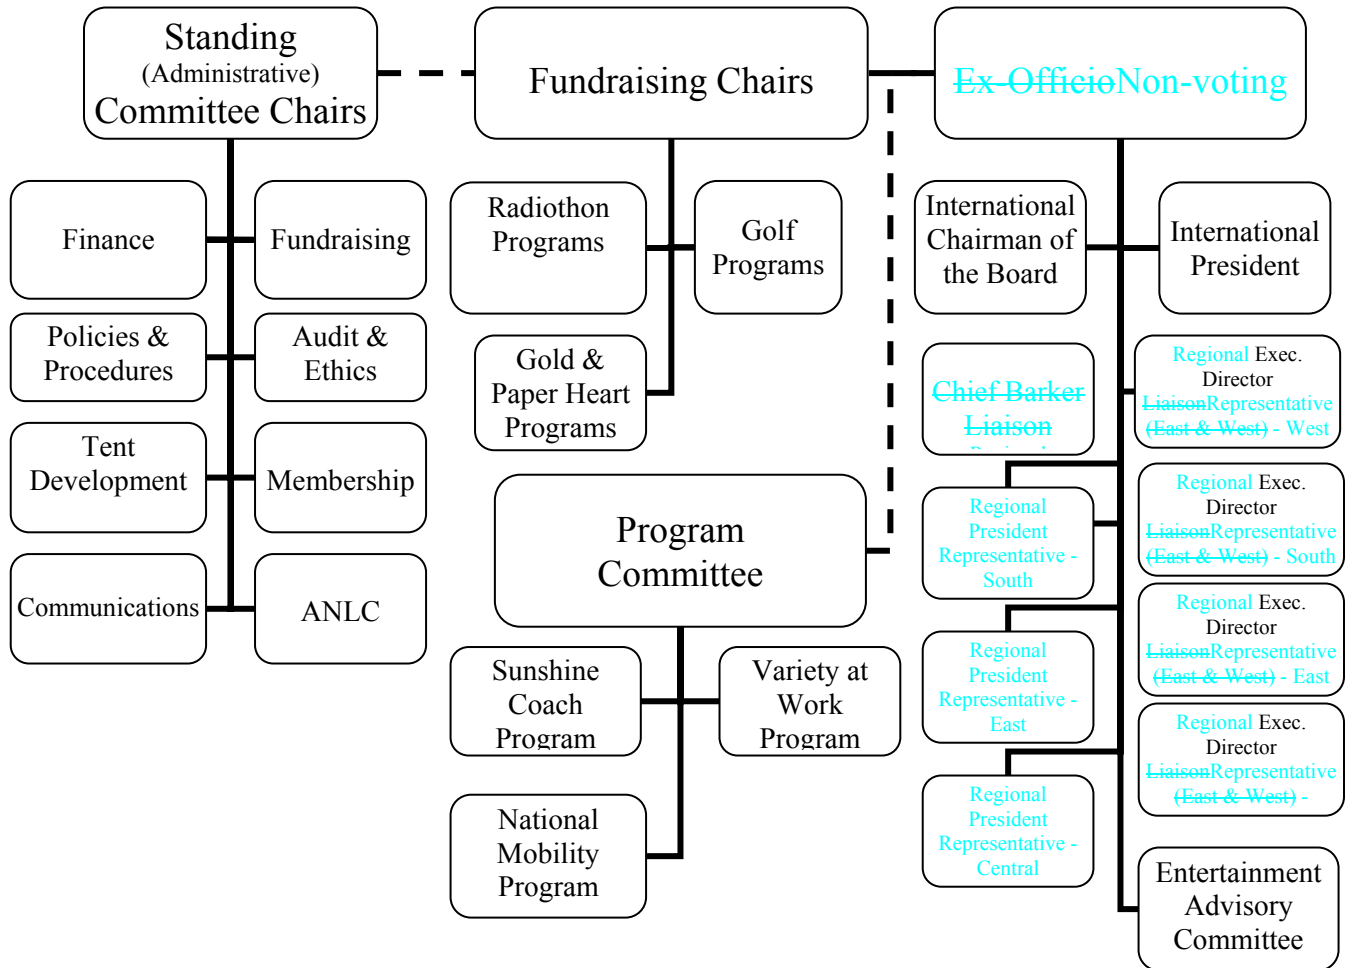 Standing
(Administrative)
Committee Chairs
Fundraising Chairs
Ex-OfficioNon-voting
Finance
Fundraising
Policies &
Procedures
Audit &
Ethics
Tent
Development
Membership
Communications
ANLC
Radiothon
Programs
Golf
Programs
Gold &
Paper Heart
Programs
Program
Committee
Sunshine
Coach
Program
Variety at
Work
Program
National
Mobility
Program
International
Chairman of
the Board
International
President
Chief Barker
Liaison
Regional Exec.
Director
LiaisonRepresentative
(East & West) - West
Regional
President
Representative -
South
Regional Exec.
Director
LiaisonRepresentative
(East & West) - South
Regional
President
Representative -
East
Regional Exec.
Director
LiaisonRepresentative
(East & West) - East
Regional
President
Representative -
Central
Regional Exec.
Director
LiaisonRepresentative
(East & West) -
Entertainment
Advisory
Committee